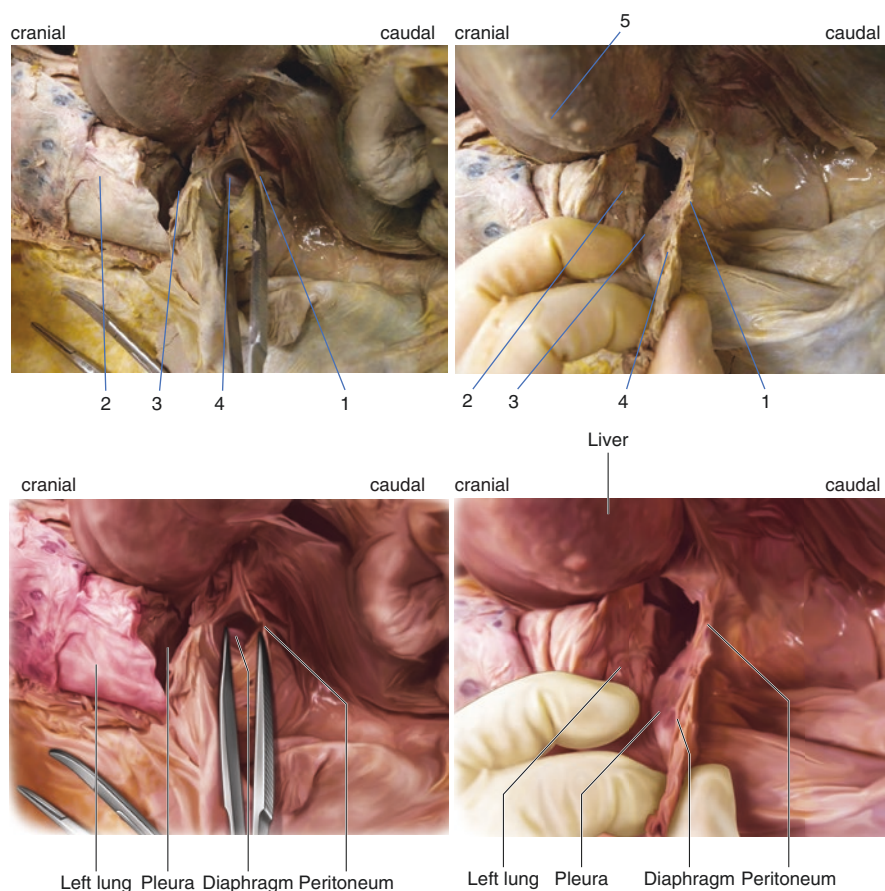 5
cranial caudal cranial caudal
2 3 4 1
2 3 4 1
Liver
cranial caudal cranial caudal
Left lung Pleura Diaphragm Peritoneum
Left lung Pleura Diaphragm Peritoneum